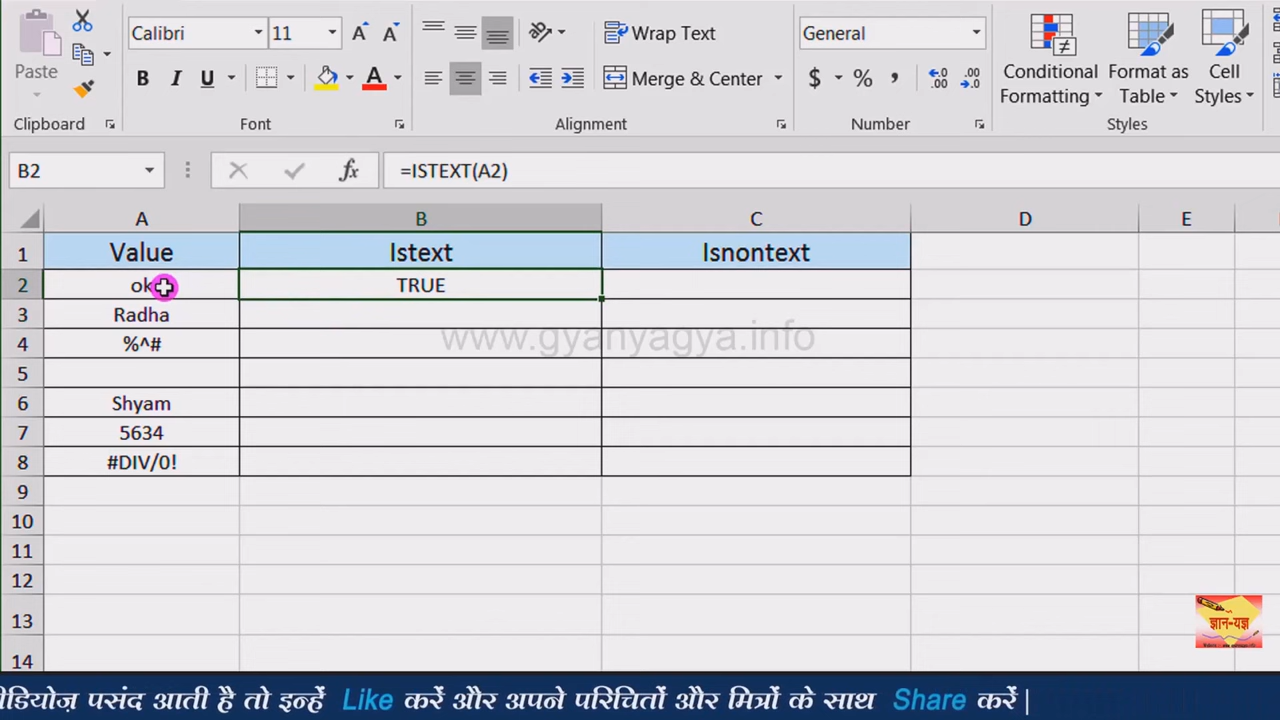 Calibri 11 Wrap Text General
Paste B I U Merge & Center $ % , Conditional Formatting Format as Table Cell Styles
Clipboard Font Alignment Number Styles
B2 fx =ISTEXT(A2)
A B C D E
1 Value Istext Isnontext
2 ok TRUE
3 Radha
www.gyanyagya.info
4 %^#
5
6 Shyam
7 5634
8 #DIV/0!
9
10
11
12
13
ज्ञान-यज्ञ
14
वीडियोज़ पसंद आती है तो इन्हें Like करें और अपने परिचितों और मित्रों के साथ Share करें |